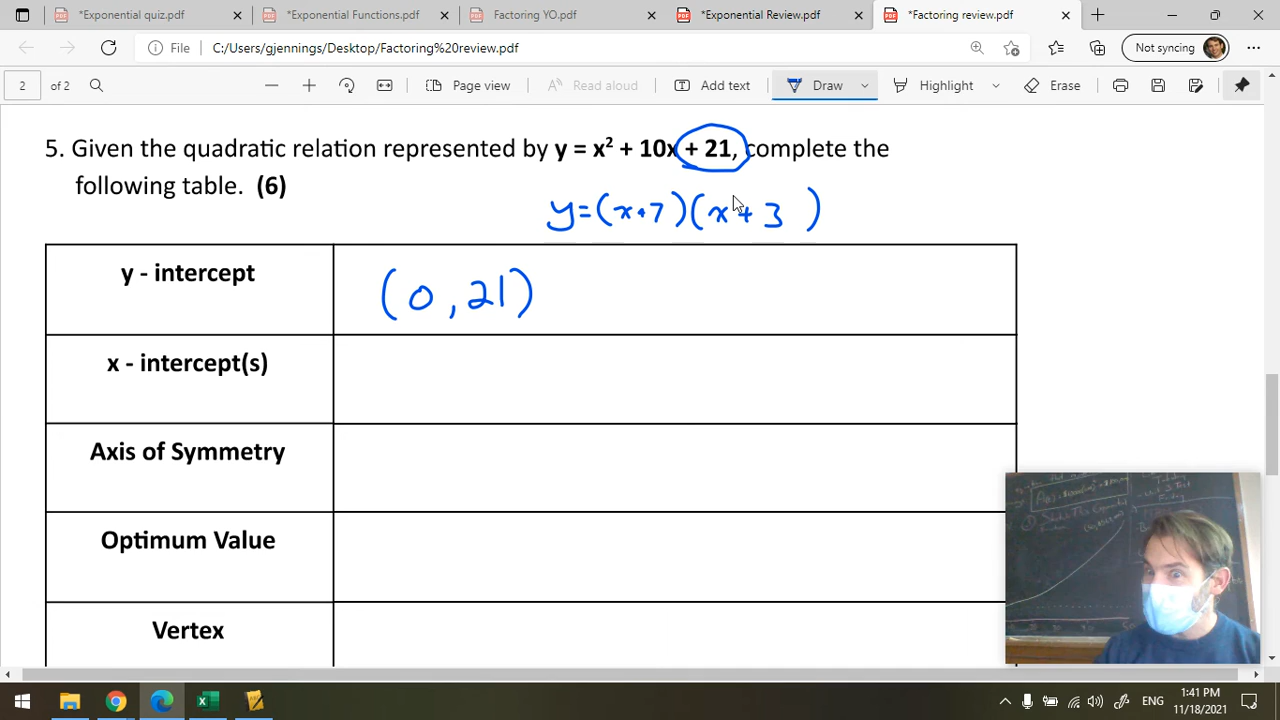 *Exponential quiz.pdf
*Exponential Functions.pdf
Factoring YO.pdf
*Exponential Review.pdf
*Factoring review.pdf
File
C:/Users/gjennings/Desktop/Factoring%20review.pdf
Not syncing
2 of 2
Page view
Read aloud
Add text
Draw
Highlight
Erase
5. Given the quadratic relation represented by y = x² + 10x + 21, complete the
following table. (6)
y=(x+7)(x+3)
y - intercept
(0,21)
x - intercept(s)
Axis of Symmetry
Optimum Value
Vertex
ENG
1:41 PM
11/18/2021